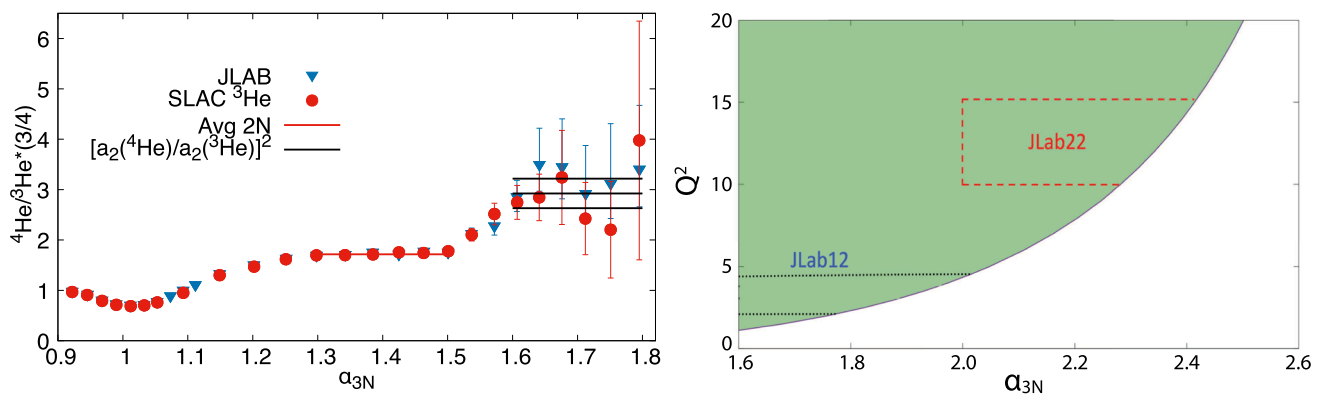 ⁴He/³He*(3/4)
6
5
4
3
2
1
0
JLAB
SLAC ³He
Avg 2N
[a₂(⁴He)/a₂(³He)]²
0.9 1 1.1 1.2 1.3 1.4 1.5 1.6 1.7 1.8
α₃N
Q²
20
15
10
5
0
JLab22
JLab12
1.6 1.8 2.0 2.2 2.4 2.6
α₃N